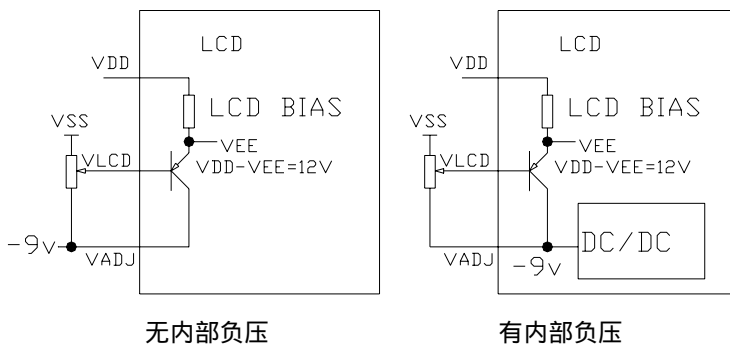 LCD
VDD
LCD BIAS
VSS
VEE
VLCD
VDD-VEE=12V
-9v
VADJ
无内部负压
LCD
VDD
LCD BIAS
VSS
VEE
VLCD
VDD-VEE=12V
DC/DC
VADJ
-9v
有内部负压